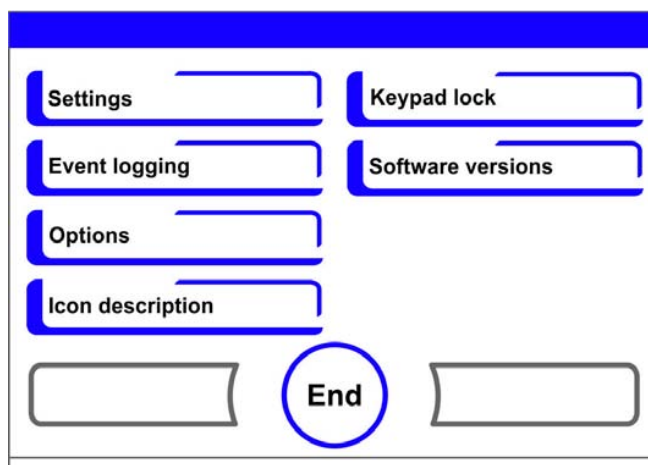 Settings
Keypad lock
Event logging
Software versions
Options
Icon description
End